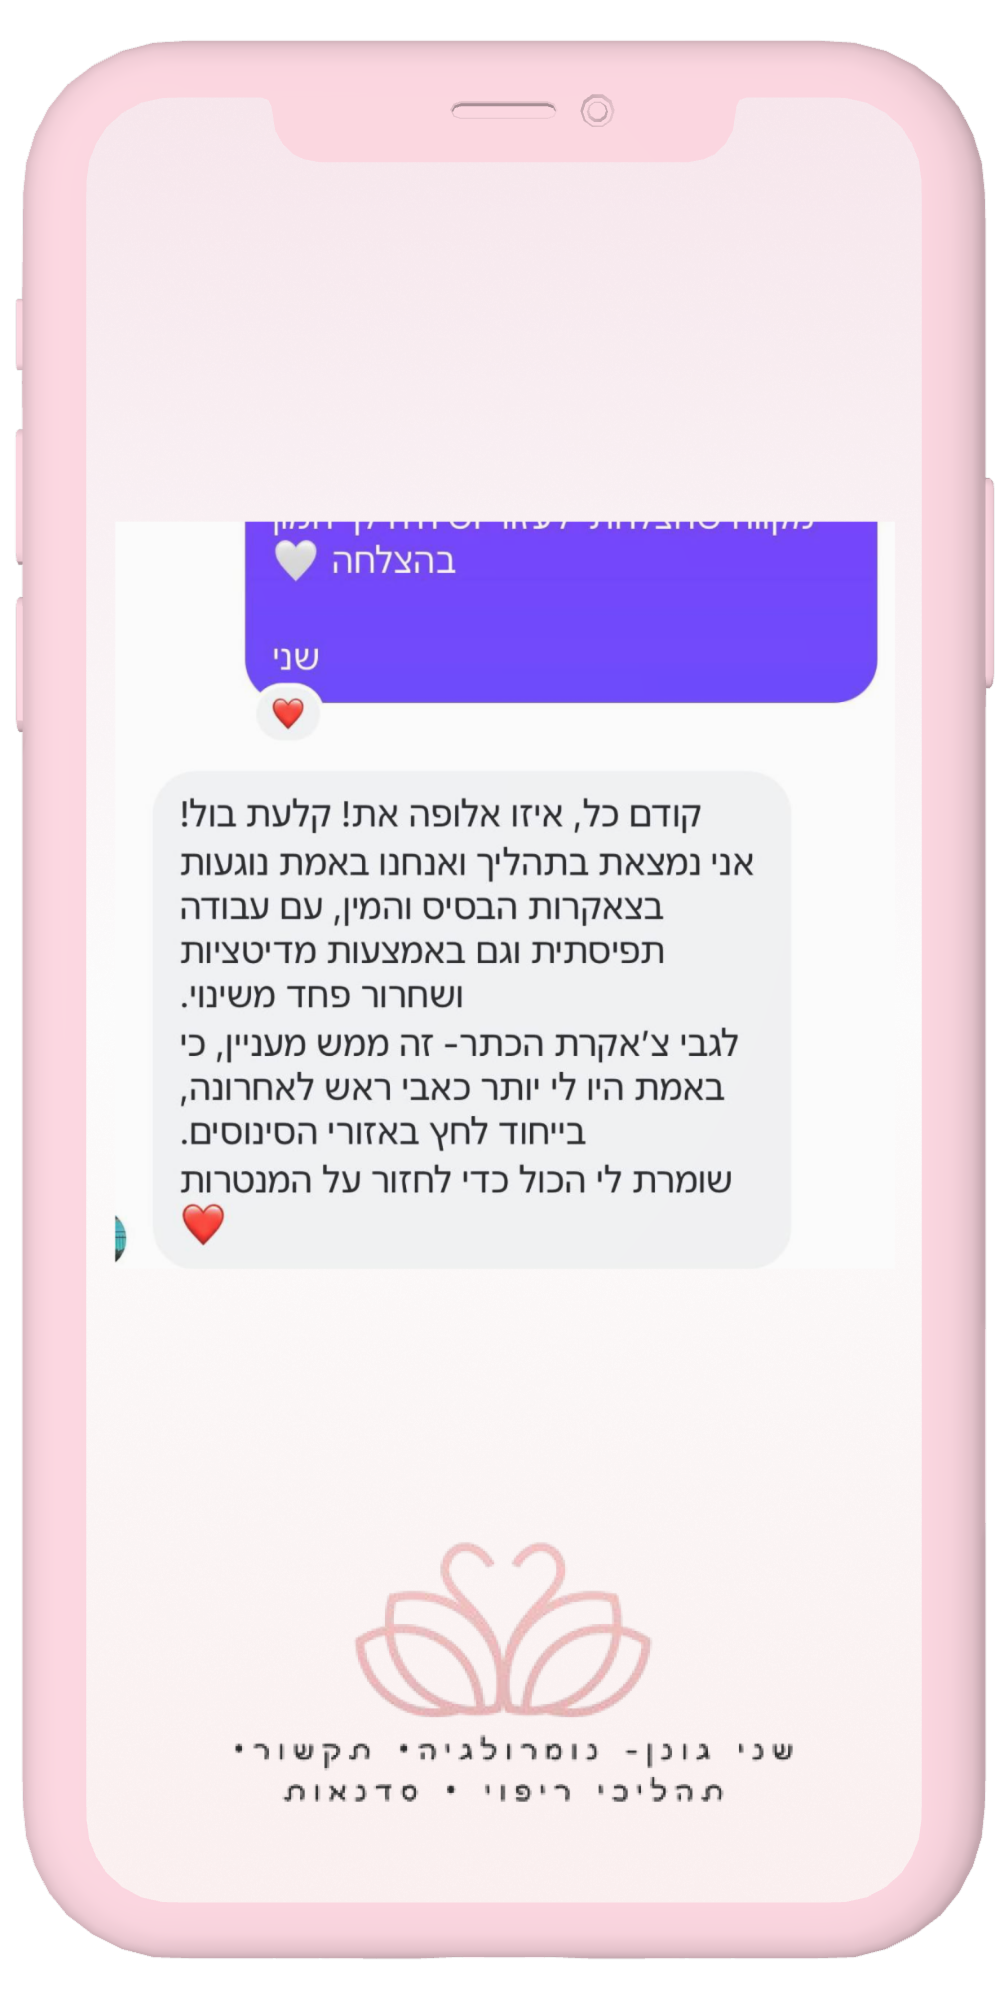 בהצלחה 🤍
שני
❤️
קודם כל, איזו אלופה את! קלעת בול!
אני נמצאת בתהליך ואנחנו באמת נוגעות
בצאקרות הבסיס והמין, עם עבודה
תפיסתית וגם באמצעות מדיטציות
ושחרור פחד משינוי.
לגבי צ'אקרת הכתר- זה ממש מעניין, כי
באמת היו לי יותר כאבי ראש לאחרונה,
בייחוד לחץ באזורי הסינוסים.
שומרת לי הכול כדי לחזור על המנטרות
❤️
שני גונן- נומרולגיה• תקשור•
תהליכי ריפוי • סדנאות